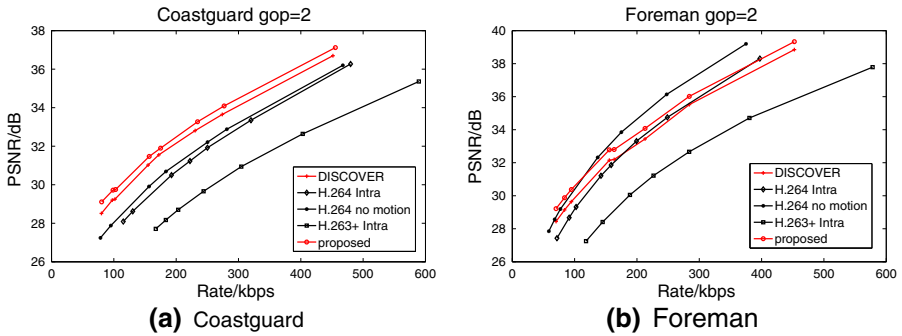 Coastguard gop=2
38
36
34
32
30
28
26
PSNR/dB
0 100 200 300 400 500 600
Rate/kbps
DISCOVER
H.264 Intra
H.264 no motion
H.263+ Intra
proposed
(a) Coastguard
Foreman gop=2
40
38
36
34
32
30
28
26
PSNR/dB
0 100 200 300 400 500 600
Rate/kbps
DISCOVER
H.264 Intra
H.264 no motion
H.263+ Intra
proposed
(b) Foreman